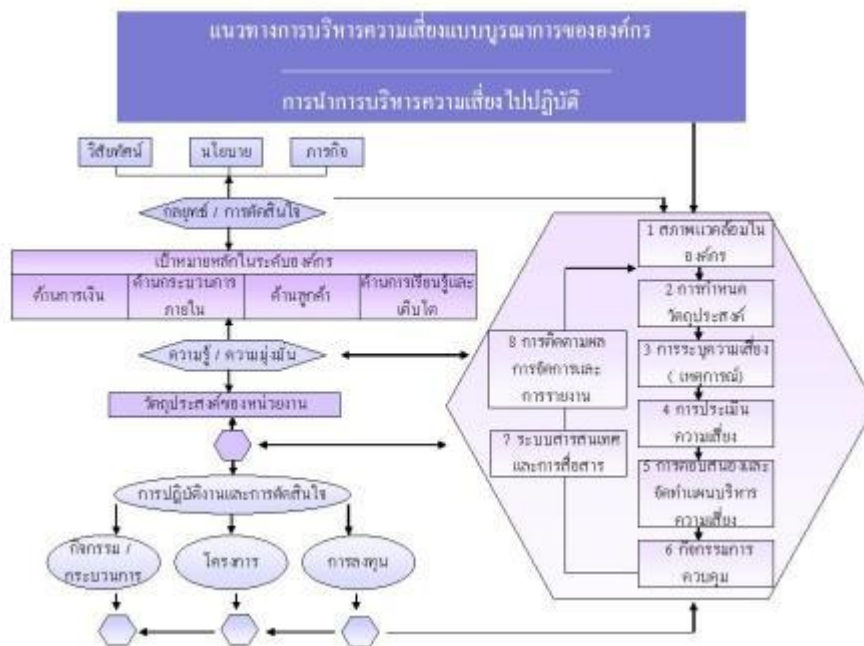 แนวทางการบริหารความเสี่ยงแบบบูรณาการขององค์กร
การนำการบริหารความเสี่ยงไปปฏิบัติ
วิสัยทัศน์
นโยบาย
ภารกิจ
กลยุทธ์ / การตัดสินใจ
เป้าหมายหลักในระดับองค์กร
ด้านการเงิน
ด้านกระบวนการ
ภายใน
ด้านลูกค้า
ด้านการเรียนรู้และ
เติบโต
ความรู้ / ความมุ่งมั่น
วัตถุประสงค์ของหน่วยงาน
การปฏิบัติงานและการตัดสินใจ
กิจกรรม /
กระบวนการ
โครงการ
การลงทุน
1 สภาพแวดล้อมใน
องค์กร
2 การกำหนด
วัตถุประสงค์
3 การระบุความเสี่ยง
( เหตุการณ์)
4 การประเมิน
ความเสี่ยง
5 การตอบสนองและ
จัดทำแผนบริหาร
ความเสี่ยง
6 กิจกรรมการ
ควบคุม
7 ระบบสารสนเทศ
และการสื่อสาร
8 การติดตามผล
การจัดการและ
การรายงาน